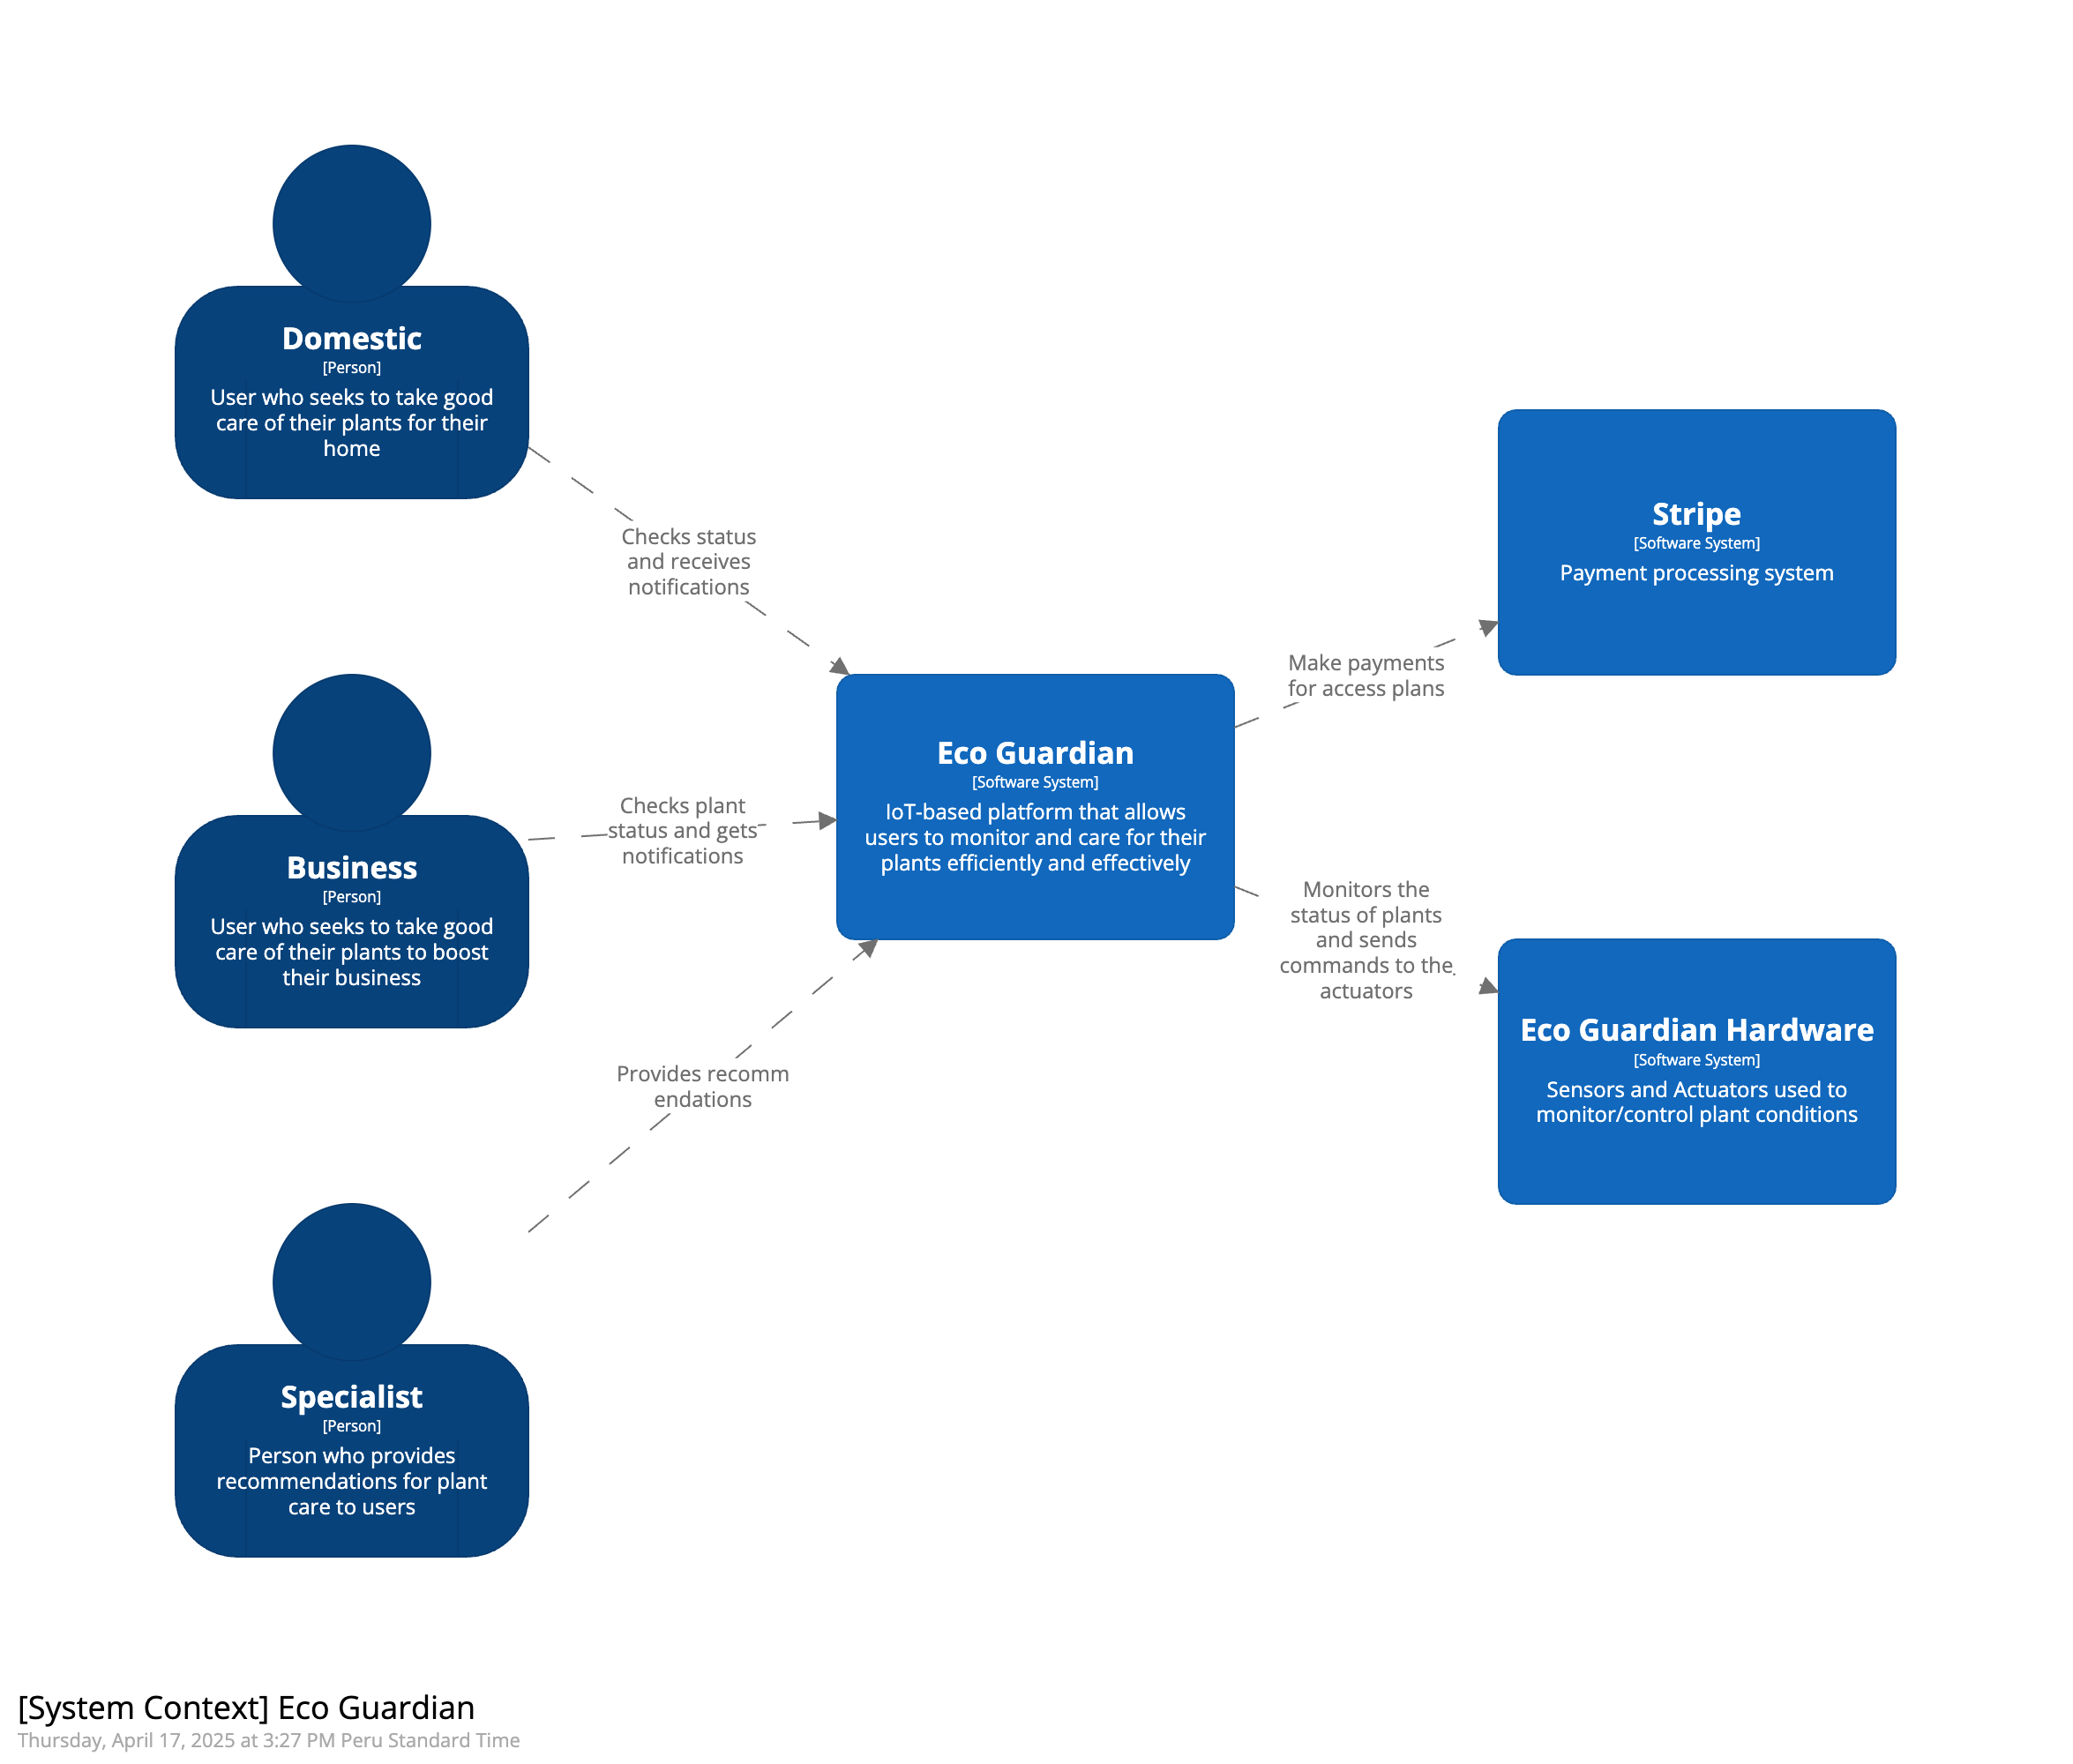 Domestic
[Person]
User who seeks to take good
care of their plants for their
home
Checks status
and receives
notifications
Business
[Person]
User who seeks to take good
care of their plants to boost
their business
Checks plant
status and gets
notifications
Specialist
[Person]
Person who provides
recommendations for plant
care to users
Provides recomm
endations
Eco Guardian
[Software System]
IoT-based platform that allows
users to monitor and care for their
plants efficiently and effectively
Make payments
for access plans
Stripe
[Software System]
Payment processing system
Monitors the
status of plants
and sends
commands to the
actuators
Eco Guardian Hardware
[Software System]
Sensors and Actuators used to
monitor/control plant conditions
[System Context] Eco Guardian
Thursday, April 17, 2025 at 3:27 PM Peru Standard Time